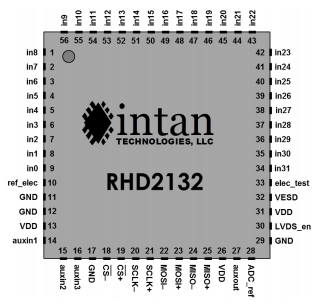 in9 in10 in11 in12 in13 in14 in15 in16 in17 in18 in19 in20 in21 in22
56 55 54 53 52 51 50 49 48 47 46 45 44 43
in8 1 42 in23
in7 2 41 in24
in6 3 40 in25
in5 4 39 in26
in4 5 38 in27
in3 6 37 in28
in2 7 36 in29
in1 8 35 in30
in0 9 34 in31
ref_elec 10 33 elec_test
GND 11 32 VESD
GND 12 31 VDD
VDD 13 30 LVDS_en
auxin1 14 29 GND
intan
TECHNOLOGIES, LLC
RHD2132
15 16 17 18 19 20 21 22 23 24 25 26 27 28
auxin2 auxin3 GND CS– CS+ SCLK– SCLK+ MOSI– MOSI+ MISO– MISO+ VDD auxout ADC_ref